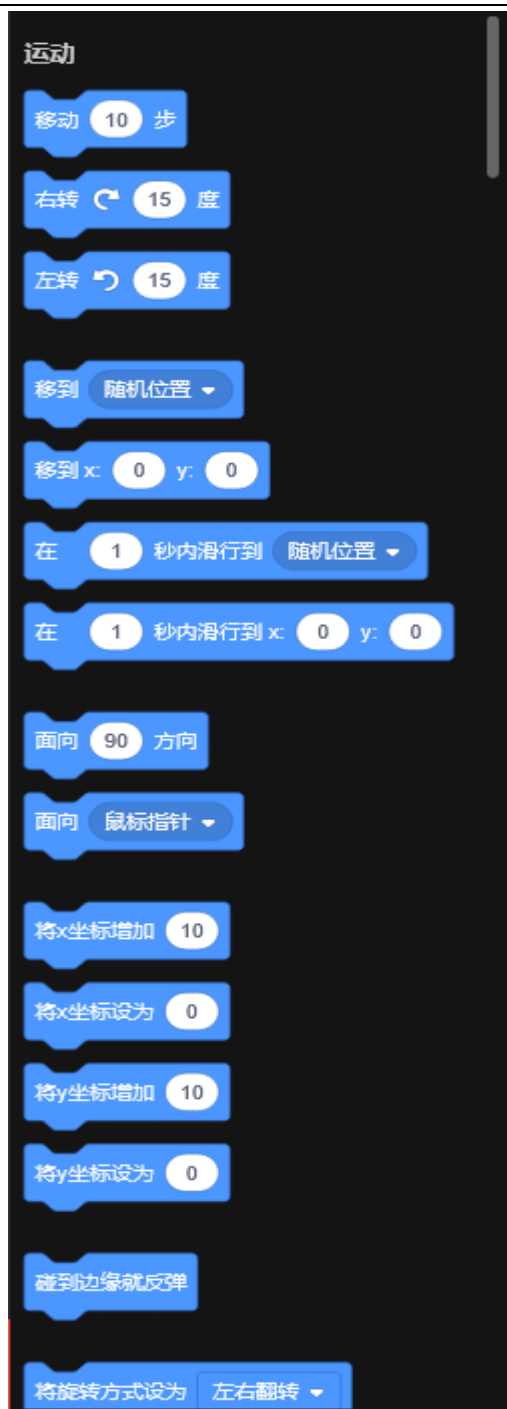 运动
移动 10 步
右转 15 度
左转 15 度
移到 随机位置
移到 x: 0 y: 0
在 1 秒内滑行到 随机位置
在 1 秒内滑行到 x: 0 y: 0
面向 90 方向
面向 鼠标指针
将x坐标增加 10
将x坐标设为 0
将y坐标增加 10
将y坐标设为 0
碰到边缘就反弹
将旋转方式设为 左右翻转